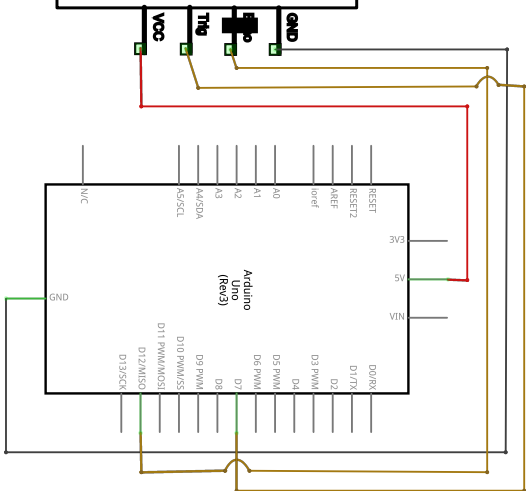 VCC
Trig
GND
N/C
A5/SCL
A4/SDA
A3
A2
A1
A0
ioref
AREF
RESET2
RESET
3V3
5V
VIN
GND
Arduino
Uno
(Rev3)
D13/SCK
D12/MISO
D11 PWM/MOSI
D10 PWM/SS
D9 PWM
D8
D7
D6 PWM
D5 PWM
D4
D3 PWM
D2
D1/TX
D0/RX